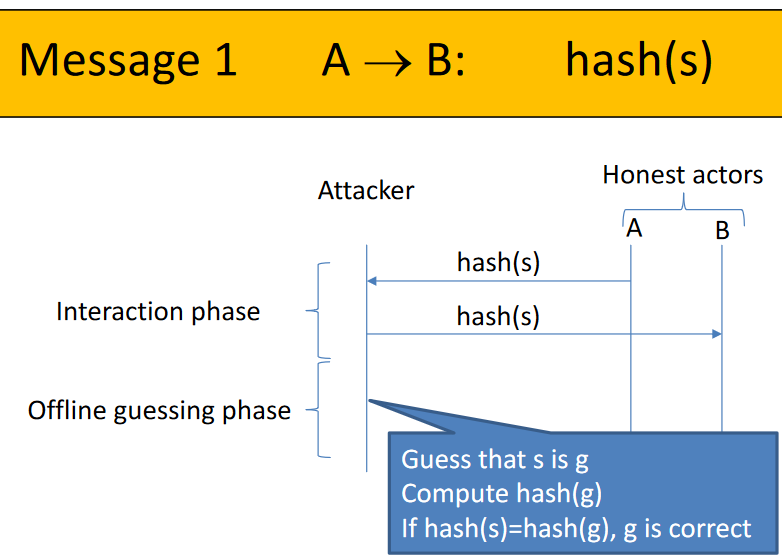 Message 1 A → B: hash(s)
Honest actors
Attacker
A B
hash(s)
Interaction phase
hash(s)
Offline guessing phase
Guess that s is g
Compute hash(g)
If hash(s)=hash(g), g is correct